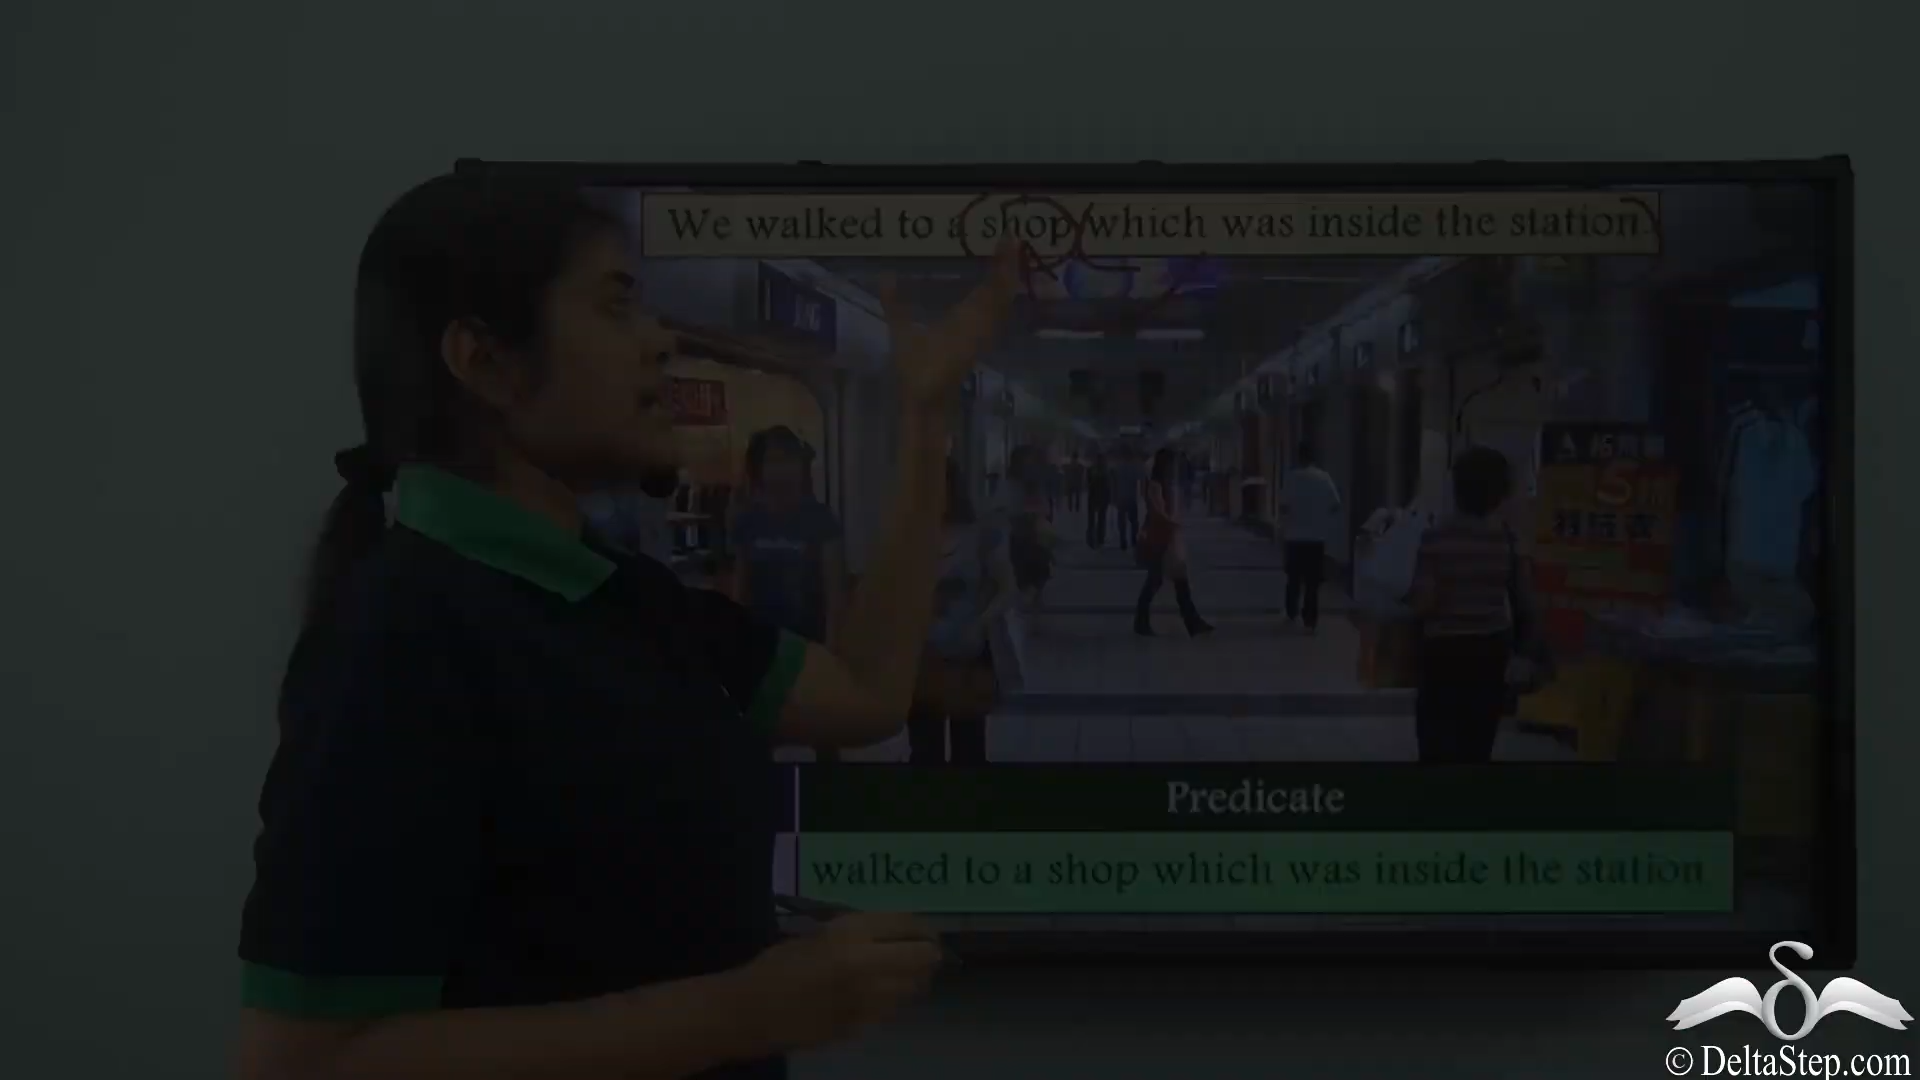 We walked to a shop which was inside the station.
Predicate
walked to a shop which was inside the station
© DeltaStep.com